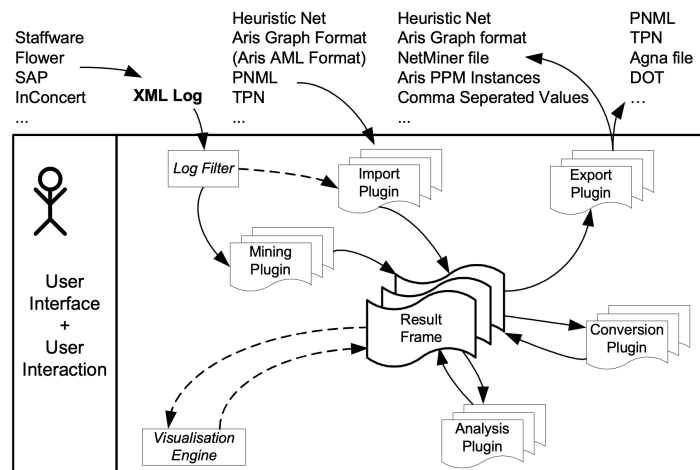 Staffware
Flower
SAP
InConcert
...
XML Log
Heuristic Net
Aris Graph Format
(Aris AML Format)
PNML
TPN
...
Heuristic Net
Aris Graph format
NetMiner file
Aris PPM Instances
Comma Seperated Values
...
PNML
TPN
Agna file
DOT
...
Log Filter
Import
Plugin
Export
Plugin
Mining
Plugin
User
Interface
+
User
Interaction
Result
Frame
Conversion
Plugin
Visualisation
Engine
Analysis
Plugin